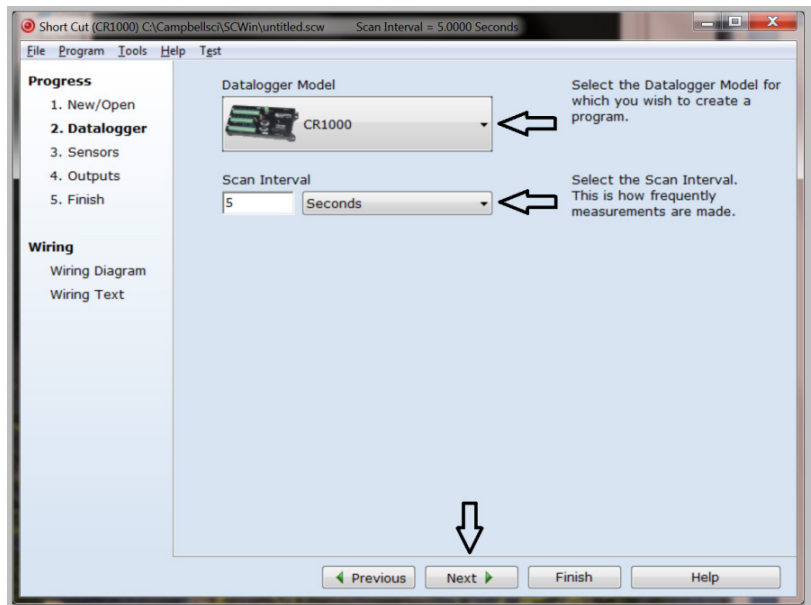 Short Cut (CR1000) C:\Campbellsci\SCWin\untitled.scw Scan Interval = 5.0000 Seconds
File Program Tools Help Test
Progress
1. New/Open
2. Datalogger
3. Sensors
4. Outputs
5. Finish
Wiring
Wiring Diagram
Wiring Text
Datalogger Model
CR1000
Select the Datalogger Model for
which you wish to create a
program.
Scan Interval
5 Seconds
Select the Scan Interval.
This is how frequently
measurements are made.
Previous Next Finish Help